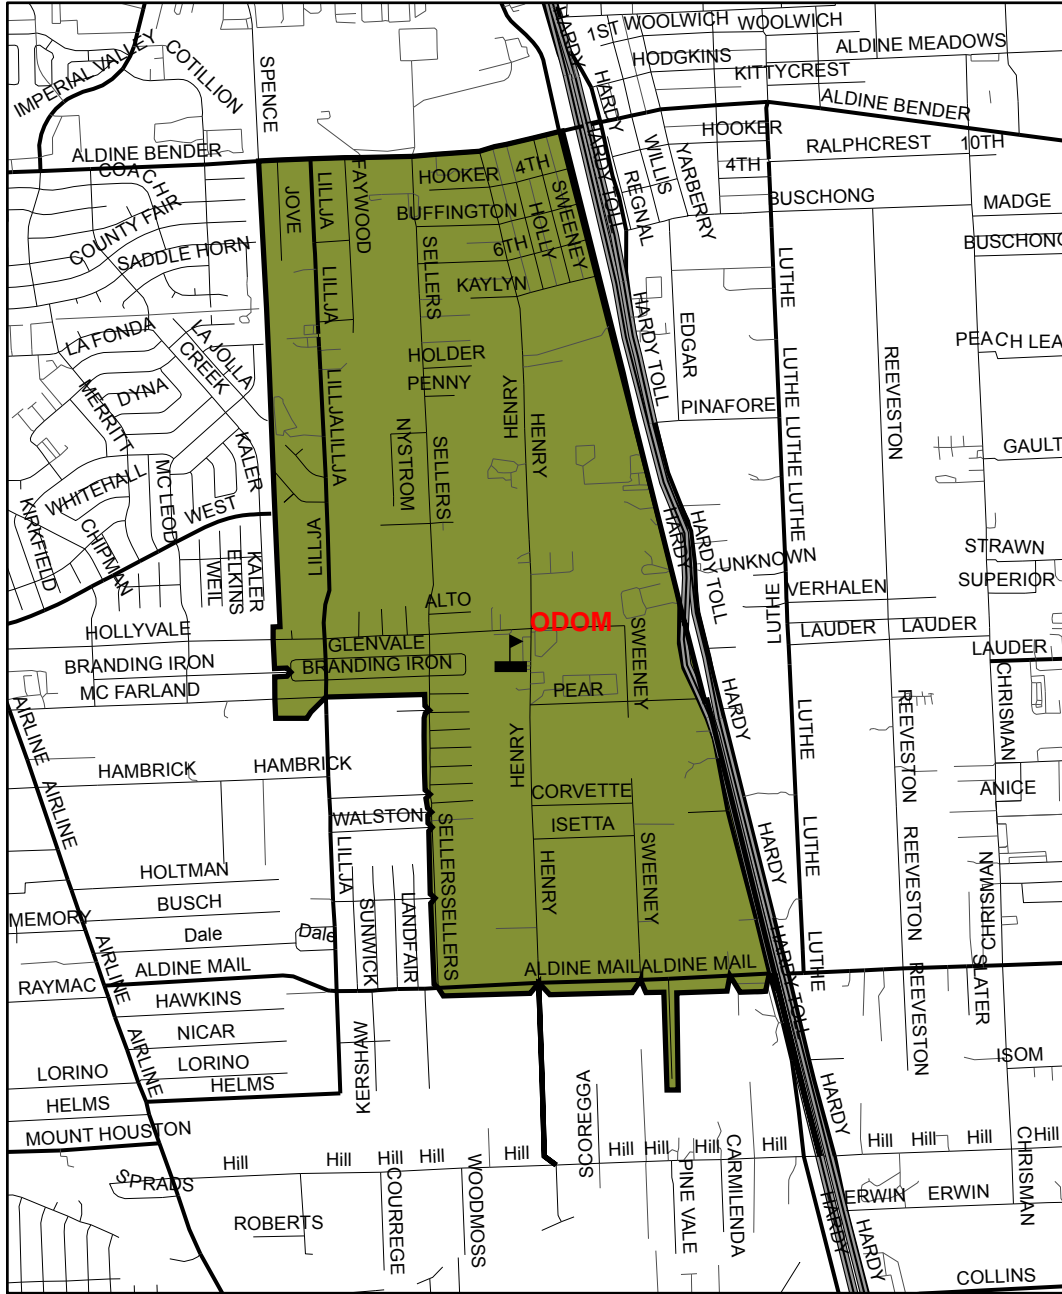 1ST
WOOLWICH
WOOLWICH
HARDY
ALDINE MEADOWS
HODGKINS
KITTYCREST
IMPERIAL VALLEY
COTILLION
SPENCE
HARDY
ALDINE BENDER
HOOKER
RALPHCREST
10TH
ALDINE BENDER
COACH
FAYWOOD
HOOKER
4TH
HARDY TOLL
WILLIS
YARBERRY
4TH
JOVE
LILLJA
BUFFINGTON
HOLLY
SWEENEY
REGNAL
BUSCHONG
MADGE
COUNTY FAIR
SADDLE HORN
SELLERS
6TH
BUSCHONG
LILLJA
KAYLYN
LUTHE
LA FONDA
LA JOLLA
CREEK
HOLDER
HARDY TOLL
EDGAR
LUTHE
REEVESTON
PEACH LEA
DYNA
MERRITT
LILLJA
LILLJA
PENNY
HENRY
HENRY
PINAFORE
LUTHE
NYSTROM
SELLERS
GAULT
WHITEHALL
MC LEOD
KALER
LUTHE
KIRKFIELD
CHIPMAN
WEST
LILLJA
HARDY
HARDY TOLL
UNKNOWN
STRAWN
WEIL
ELKINS
KALER
VERHALEN
SUPERIOR
HOLLYVALE
ALTO
ODOM
LUTHE
LAUDER
LAUDER
LAUDER
GLENVALE
SWEENEY
BRANDING IRON
BRANDING IRON
MC FARLAND
PEAR
HARDY
CHRISMAN
REEVESTON
AIRLINE
LUTHE
HAMBRICK
HAMBRICK
HENRY
AIRLINE
CORVETTE
REEVESTON
ANICE
WALSTON
ISETTA
HARDY
LUTHE
LILLJA
SELLERS
SELLERS
HENRY
SWEENEY
REEVESTON
CHRISMAN
HOLTMAN
BUSCH
SUNWICK
LANDFAIR
MEMORY
Dale
Dale
AIRLINE
ALDINE MAIL
ALDINE MAIL
ALDINE MAIL
HARDY TOLL
LUTHE
REEVESTON
SLATER
RAYMAC
HAWKINS
NICAR
AIRLINE
LORINO
LORINO
KERSHAW
SCOREGGA
ISOM
HELMS
HELMS
HARDY
MOUNT HOUSTON
Hill
Hill
Hill
Hill
Hill
Hill
Hill
Hill
Hill
Hill
Hill
Hill
Hill
CHRISMAN
SPRADS
COURREGE
WOODMOSS
PINE VALE
CARMILENDA
ERWIN
ERWIN
ROBERTS
HARDY
HARDY
COLLINS